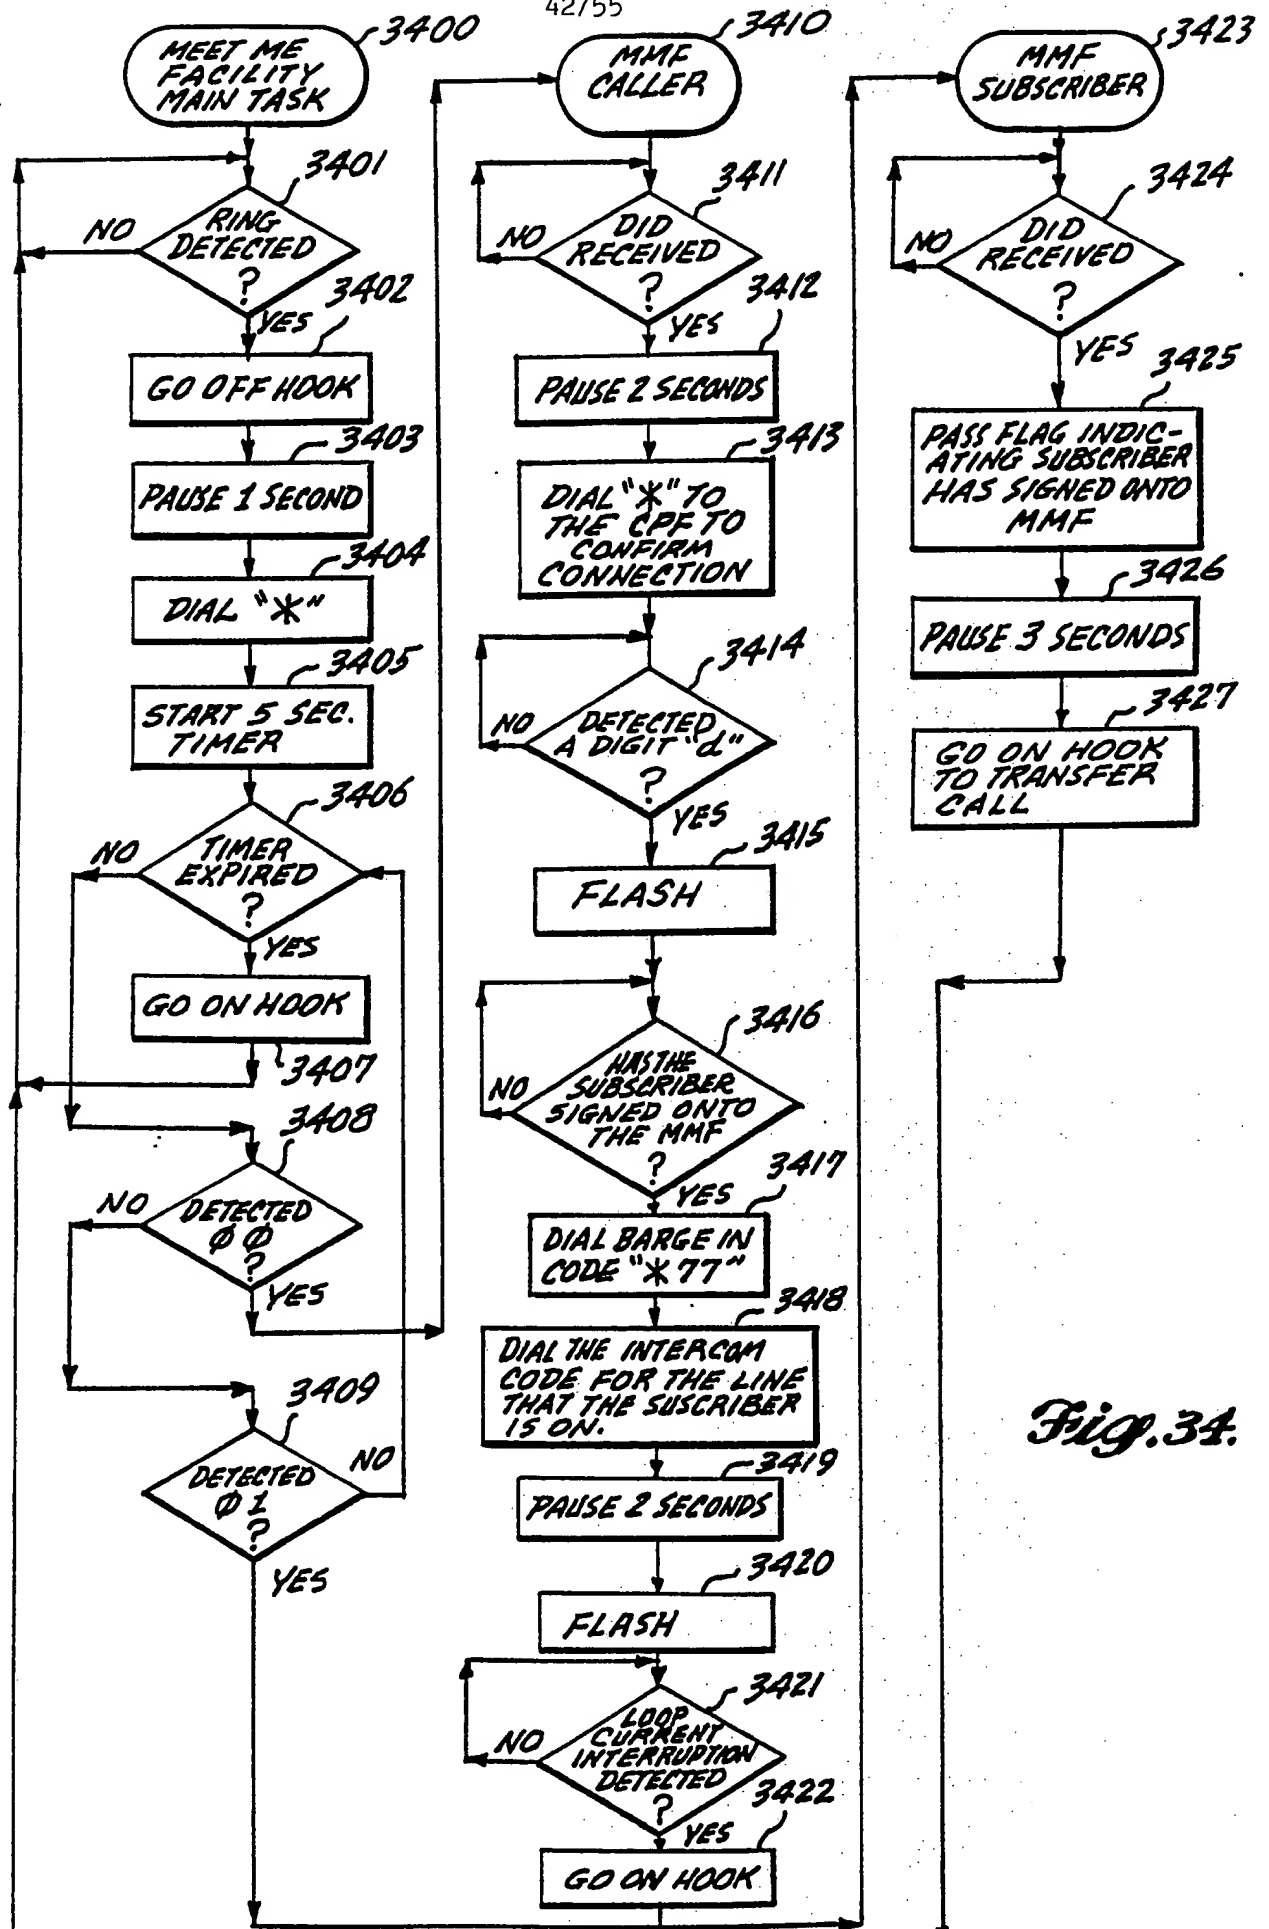 42/55
MEET ME
FACILITY
MAIN TASK
3400
3401
RING
DETECTED
?
NO
YES
3402
GO OFF HOOK
3403
PAUSE 1 SECOND
3404
DIAL "*"
3405
START 5 SEC.
TIMER
3406
TIMER
EXPIRED
?
NO
YES
GO ON HOOK
3407
3408
DETECTED
ØØ
?
NO
YES
3409
DETECTED
Ø1
?
NO
YES
3410
MMF
CALLER
3411
DID
RECEIVED
?
NO
YES
3412
PAUSE 2 SECONDS
3413
DIAL "*" TO
THE CPF TO
CONFIRM
CONNECTION
3414
DETECTED
A DIGIT "d"
?
NO
YES
3415
FLASH
3416
HAS THE
SUBSCRIBER
SIGNED ONTO
THE MMF
?
NO
YES
3417
DIAL BARGE IN
CODE "*77"
3418
DIAL THE INTERCOM
CODE FOR THE LINE
THAT THE SUSCRIBER
IS ON.
3419
PAUSE 2 SECONDS
3420
FLASH
3421
LOOP
CURRENT
INTERRUPTION
DETECTED
?
NO
YES
3422
GO ON HOOK
3423
MMF
SUBSCRIBER
3424
DID
RECEIVED
?
NO
YES
3425
PASS FLAG INDIC-
ATING SUBSCRIBER
HAS SIGNED ONTO
MMF
3426
PAUSE 3 SECONDS
3427
GO ON HOOK
TO TRANSFER
CALL
Fig. 34.